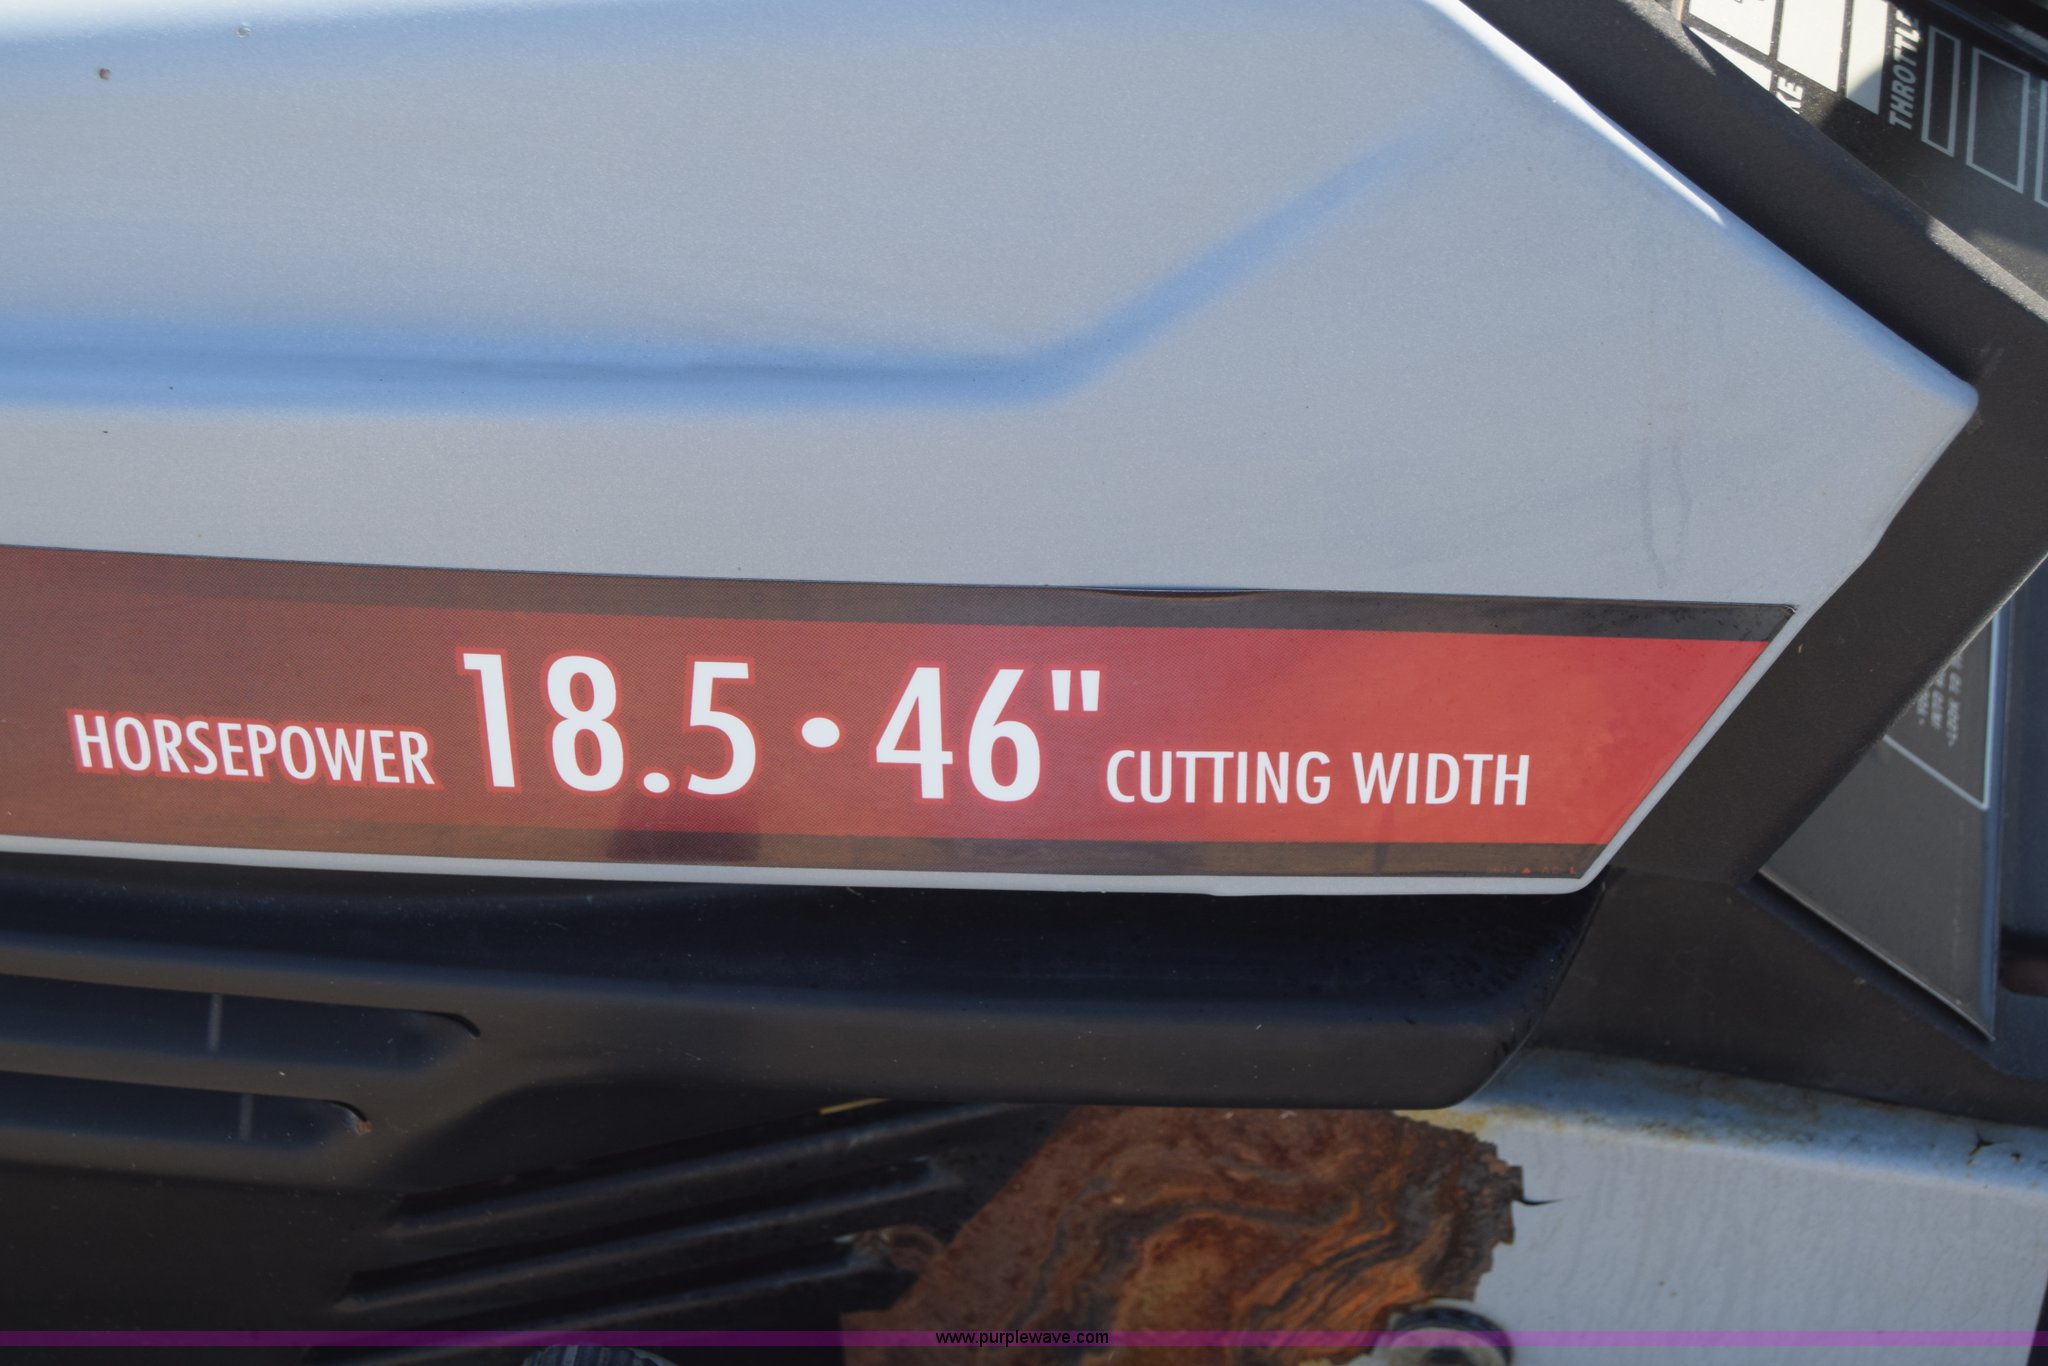 THROTTLE
HORSEPOWER 18.5 • 46" CUTTING WIDTH
www.purplewave.com